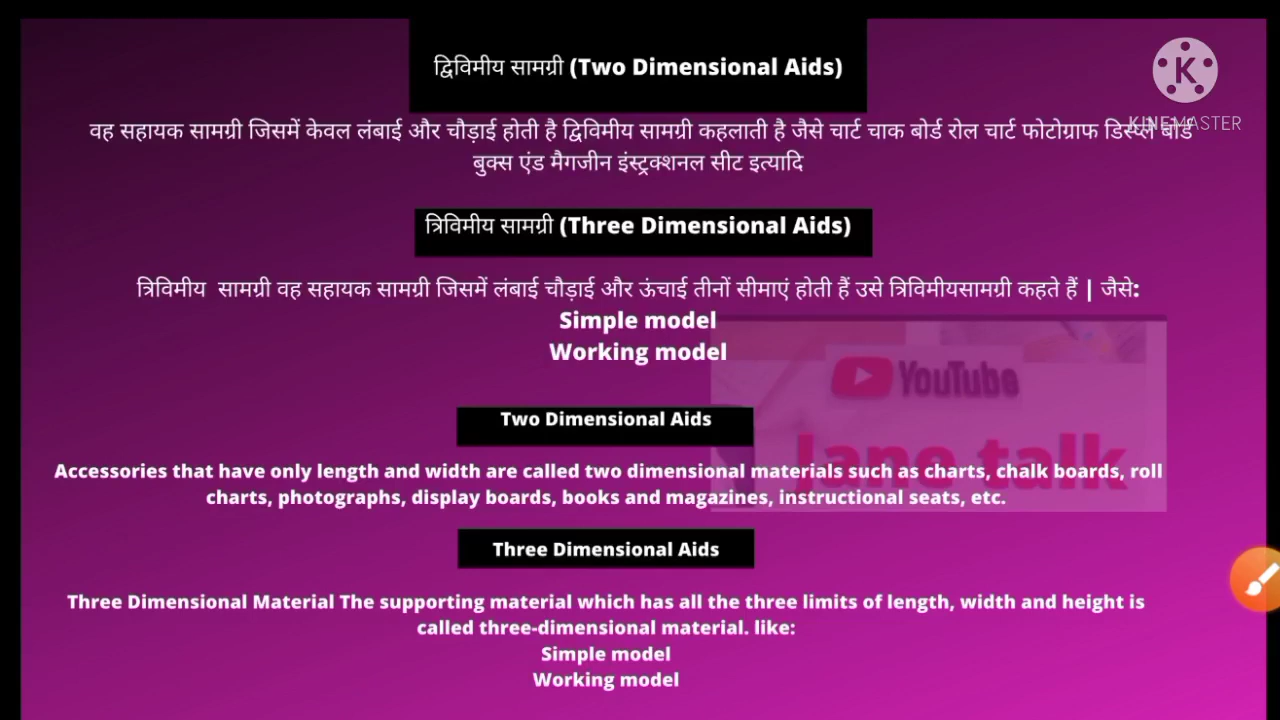 द्विविमीय सामग्री (Two Dimensional Aids)
KINEMASTER
वह सहायक सामग्री जिसमें केवल लंबाई और चौड़ाई होती है द्विविमीय सामग्री कहलाती है जैसे चार्ट चाक बोर्ड रोल चार्ट फोटोग्राफ डिस्प्ले बोर्ड
बुक्स एंड मैगजीन इंस्ट्रक्शनल सीट इत्यादि
त्रिविमीय सामग्री (Three Dimensional Aids)
त्रिविमीय सामग्री वह सहायक सामग्री जिसमें लंबाई चौड़ाई और ऊंचाई तीनों सीमाएं होती हैं उसे त्रिविमीयसामग्री कहते हैं | जैसे:
Simple model
Working model
YouTube
Jane talk
Two Dimensional Aids
Accessories that have only length and width are called two dimensional materials such as charts, chalk boards, roll
charts, photographs, display boards, books and magazines, instructional seats, etc.
Three Dimensional Aids
Three Dimensional Material The supporting material which has all the three limits of length, width and height is
called three-dimensional material. like:
Simple model
Working model